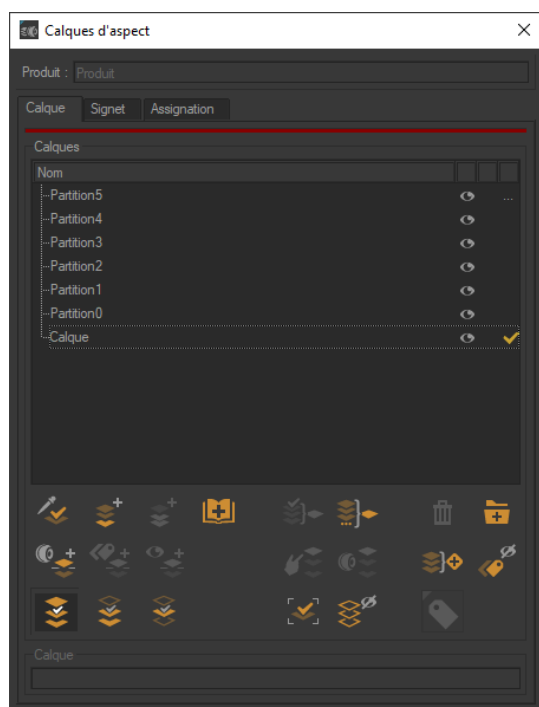 Calques d'aspect
Produit : Produit
Calque Signet Assignation
Calques
Nom
Partition5 ...
Partition4
Partition3
Partition2
Partition1
Partition0
Calque
Calque